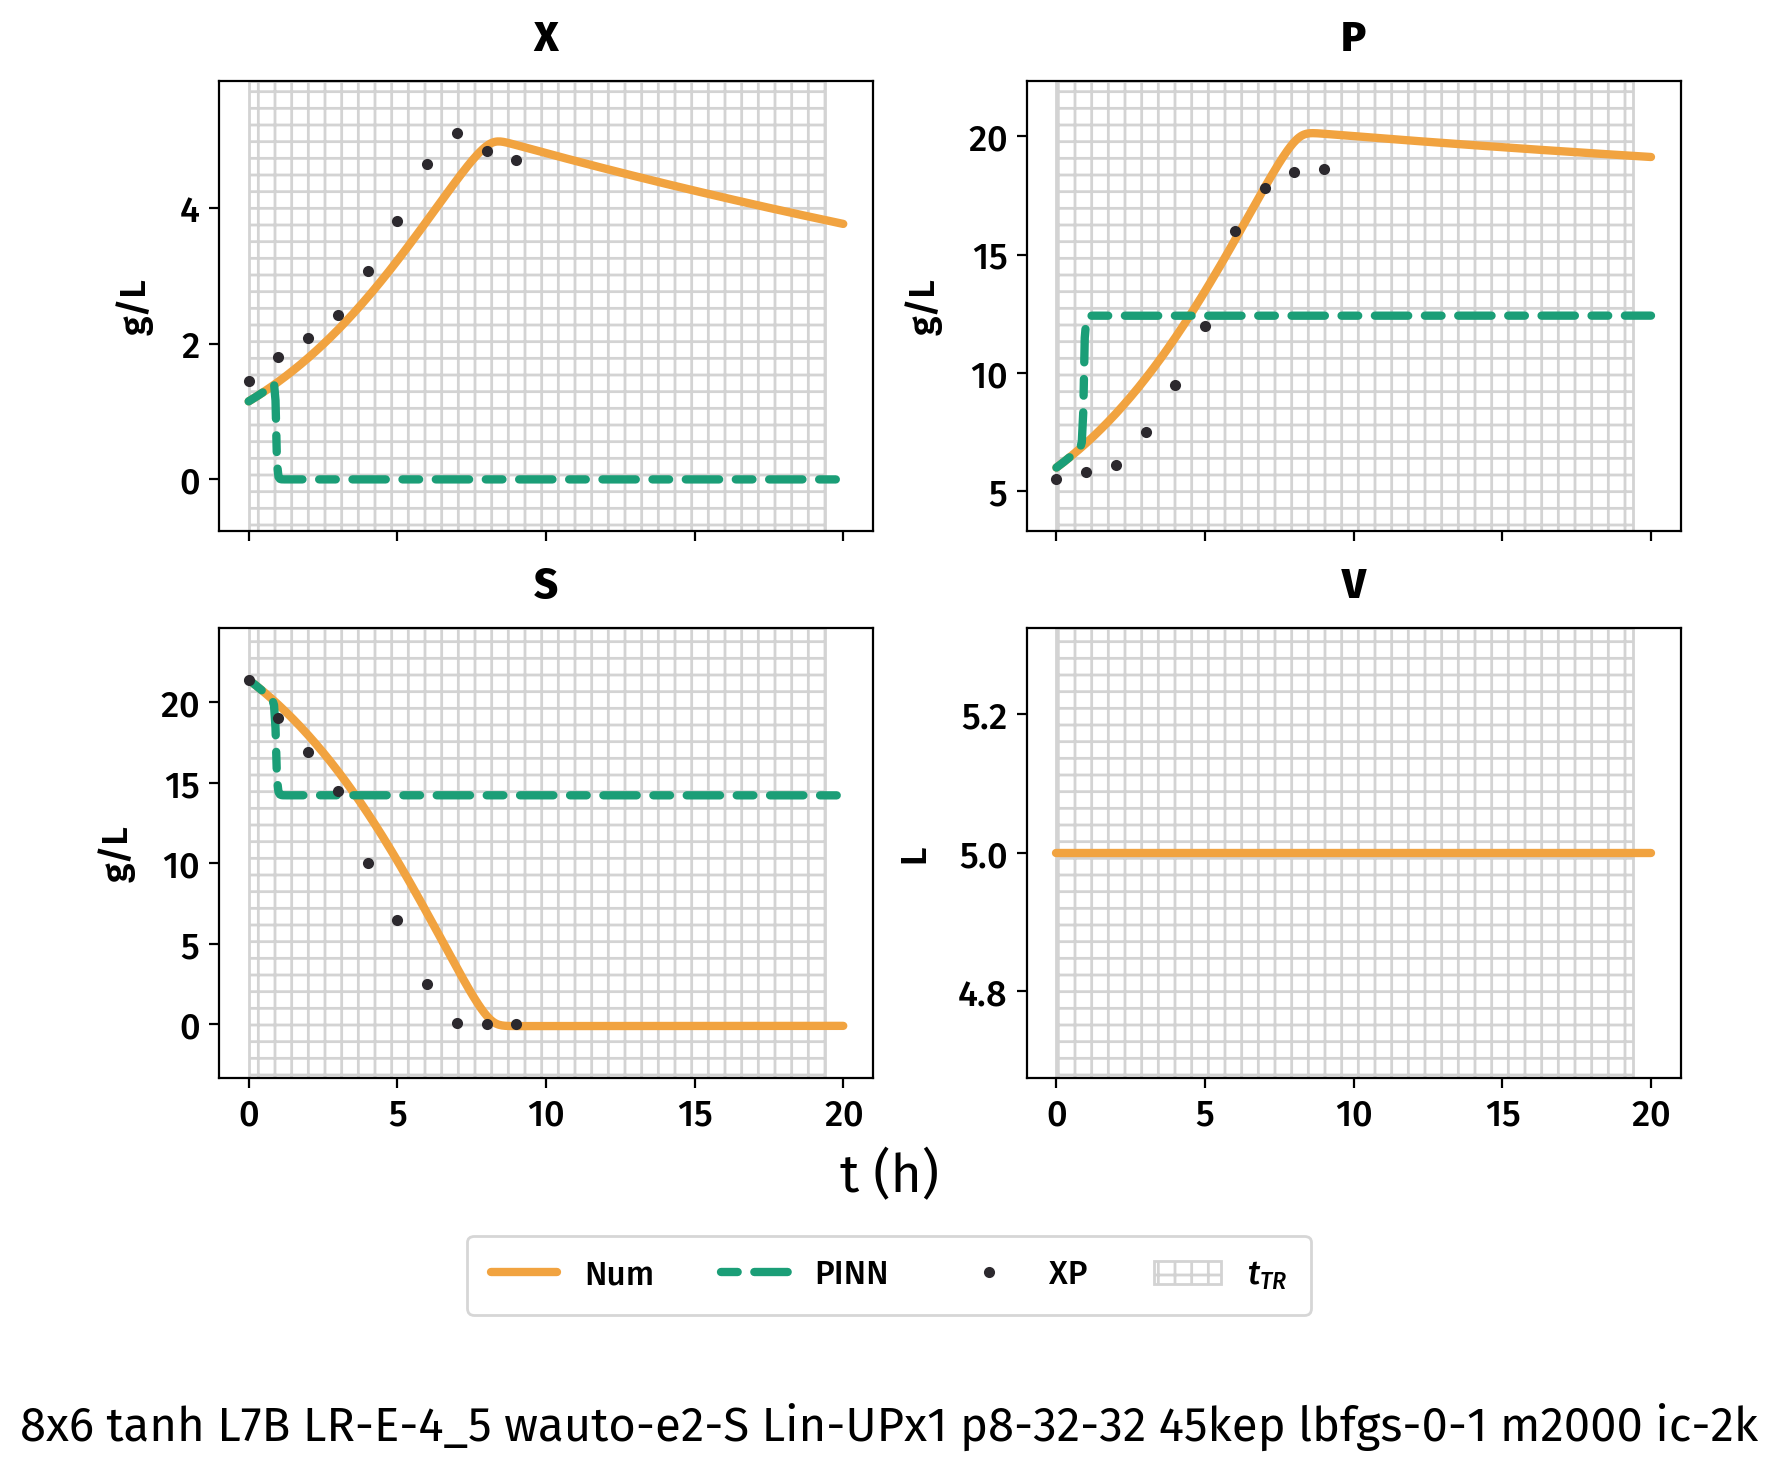 X
P
4
2
0
g/L
20
15
10
5
g/L
S
V
20
15
10
5
0
g/L
5.2
5.0
4.8
L
0 5 10 15 20
0 5 10 15 20
t (h)
Num PINN XP tTR
8x6 tanh L7B LR-E-4_5 wauto-e2-S Lin-UPx1 p8-32-32 45kep lbfgs-0-1 m2000 ic-2k